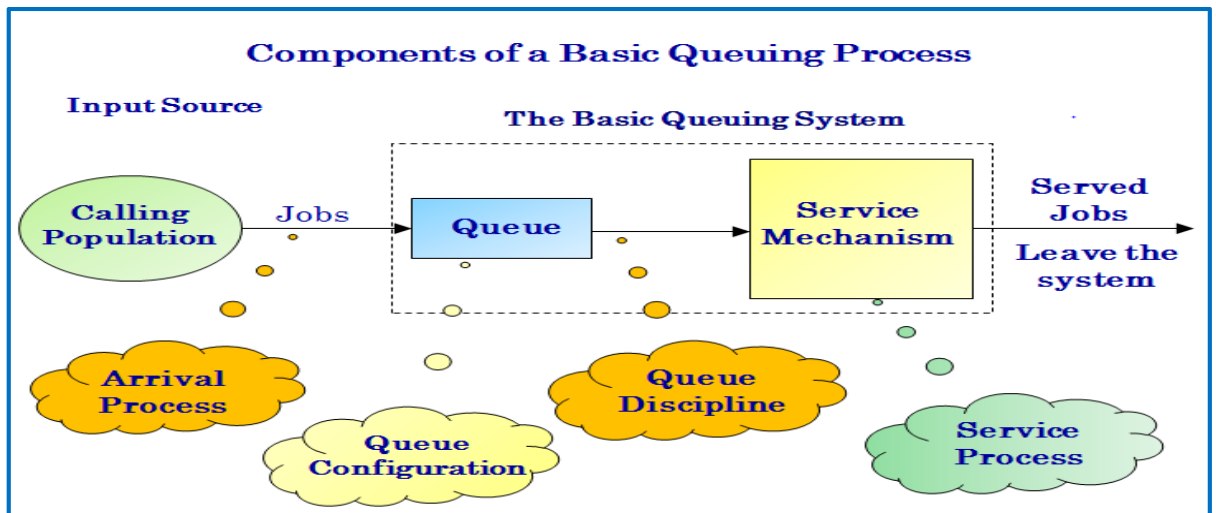 Components of a Basic Queuing Process
Input Source
The Basic Queuing System
Calling
Population
Jobs
Queue
Service
Mechanism
Served
Jobs
Leave the
system
Arrival
Process
Queue
Configuration
Queue
Discipline
Service
Process